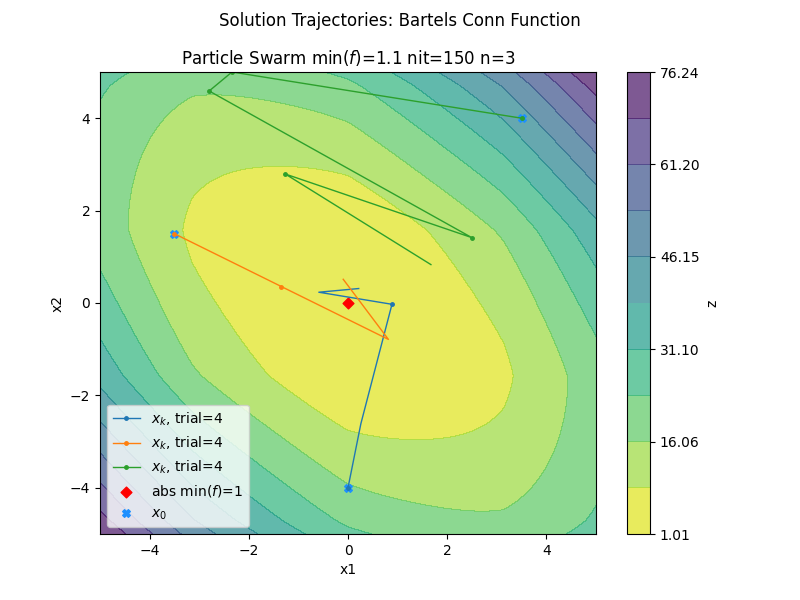 Solution Trajectories: Bartels Conn Function
Particle Swarm min(f)=1.1 nit=150 n=3
76.24
61.20
46.15
31.10
16.06
1.01
z
4
2
0
−2
−4
x2
x_k, trial=4
x_k, trial=4
x_k, trial=4
abs min(f)=1
x_0
−4 −2 0 2 4
x1